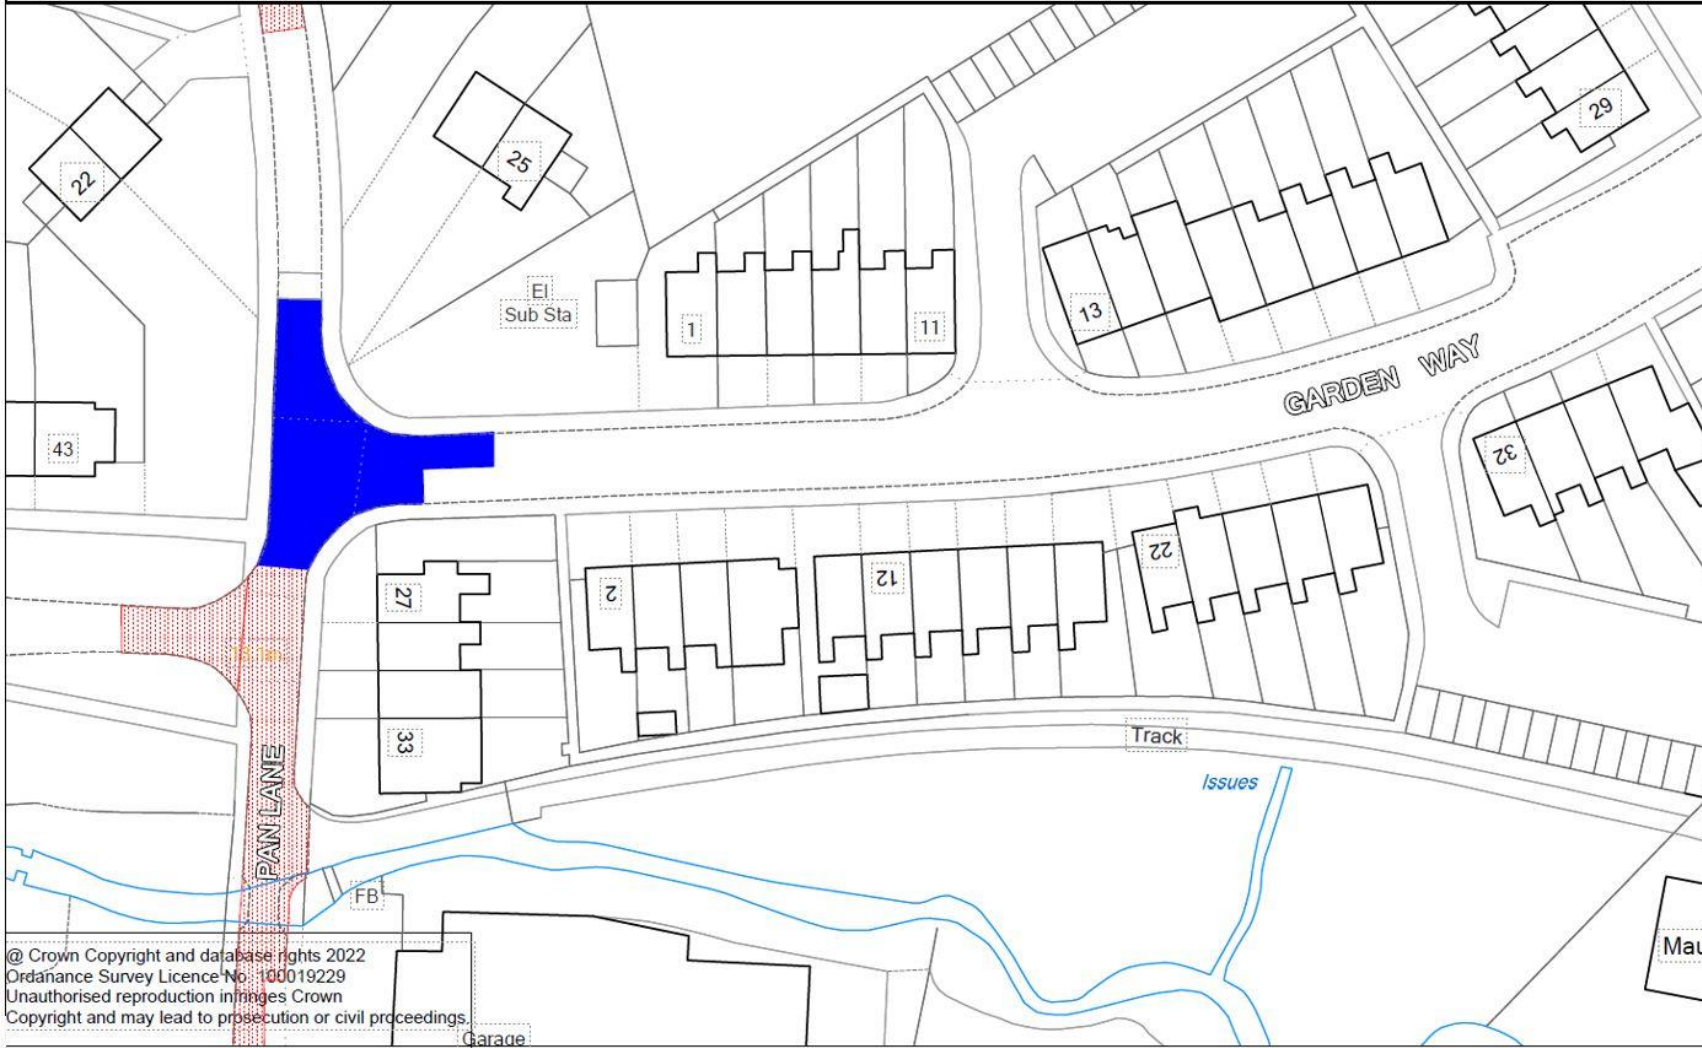 29
22
25
El
Sub Sta
1
11
13
GARDEN WAY
43
32
22
27
2
12
33
Track
PAN LANE
Issues
FB
Mau
@ Crown Copyright and database rights 2022
Ordanance Survey Licence No. 100019229
Unauthorised reproduction infringes Crown
Copyright and may lead to prosecution or civil proceedings.
Garage